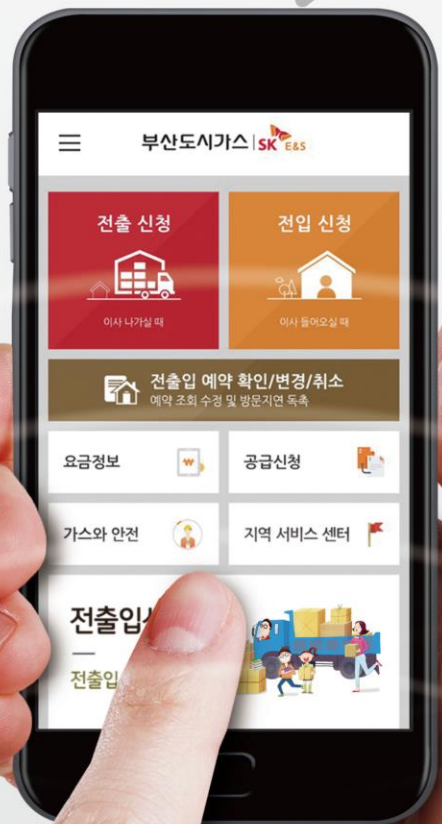 부산도시가스 SK E&S
전출 신청
이사 나가실 때
전입 신청
이사 들어오실 때
전출입 예약 확인/변경/취소
예약 조회 수정 및 방문지연 독촉
요금정보
공급신청
가스와 안전
지역 서비스 센터
전출입
전출입